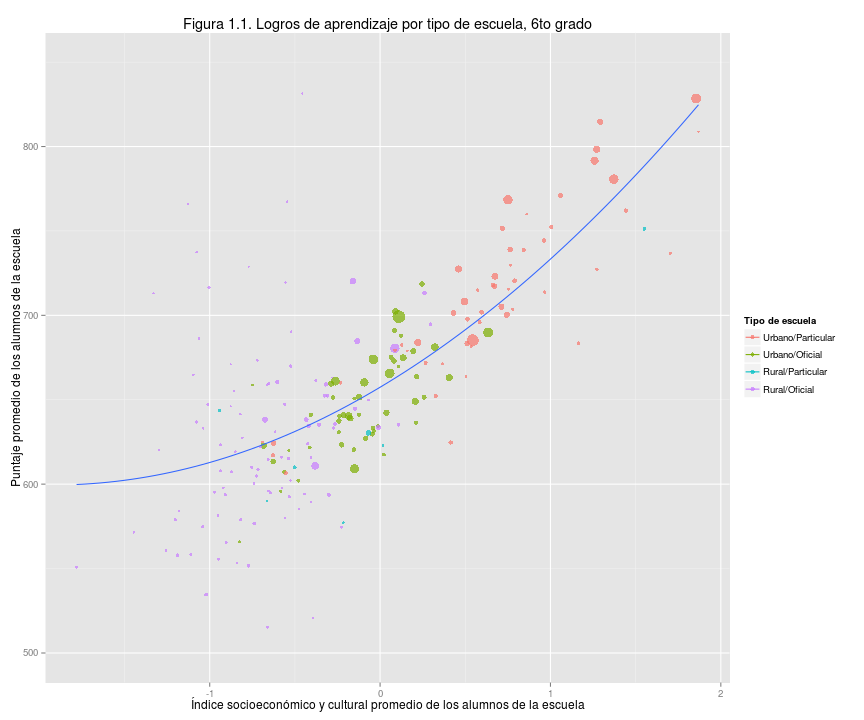 Figura 1.1. Logros de aprendizaje por tipo de escuela, 6to grado
Puntaje promedio de los alumnos de la escuela
800
700
600
500
-1
0
1
2
Índice socioeconómico y cultural promedio de los alumnos de la escuela
Tipo de escuela
Urbano/Particular
Urbano/Oficial
Rural/Particular
Rural/Oficial